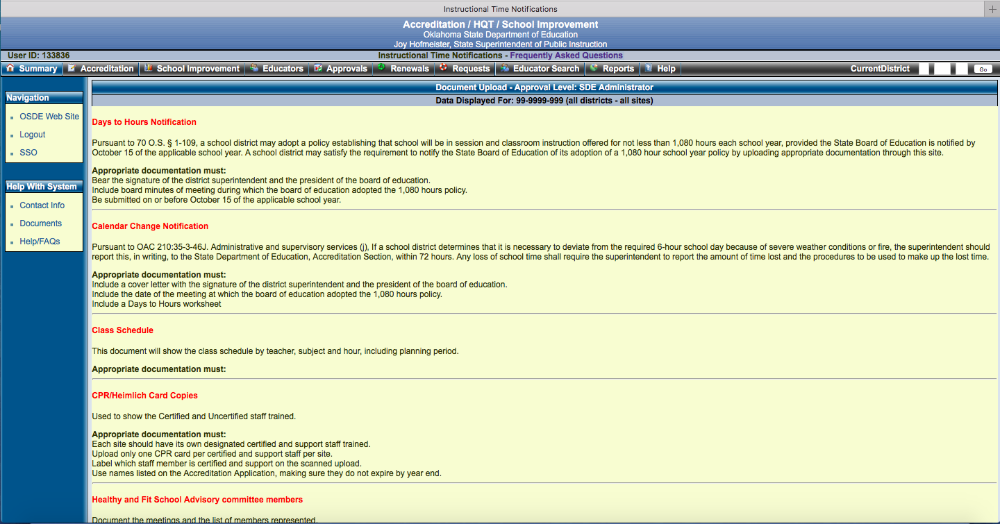 Instructional Time Notifications
Accreditation / HQT / School Improvement
Oklahoma State Department of Education
Joy Hofmeister, State Superintendent of Public Instruction
User ID: 133836
Instructional Time Notifications - Frequently Asked Questions
Summary Accreditation School Improvement Educators Approvals Renewals Requests Educator Search Reports Help CurrentDistrict Go
Navigation
OSDE Web Site
Logout
SSO
Help With System
Contact Info
Documents
Help/FAQs
Document Upload - Approval Level: SDE Administrator
Data Displayed For: 99-9999-999 (all districts - all sites)
Days to Hours Notification
Pursuant to 70 O.S. § 1-109, a school district may adopt a policy establishing that school will be in session and classroom instruction offered for not less than 1,080 hours each school year, provided the State Board of Education is notified by
October 15 of the applicable school year. A school district may satisfy the requirement to notify the State Board of Education of its adoption of a 1,080 hour school year policy by uploading appropriate documentation through this site.
Appropriate documentation must:
Bear the signature of the district superintendent and the president of the board of education.
Include board minutes of meeting during which the board of education adopted the 1,080 hours policy.
Be submitted on or before October 15 of the applicable school year.
Calendar Change Notification
Pursuant to OAC 210:35-3-46J. Administrative and supervisory services (j), If a school district determines that it is necessary to deviate from the required 6-hour school day because of severe weather conditions or fire, the superintendent should
report this, in writing, to the State Department of Education, Accreditation Section, within 72 hours. Any loss of school time shall require the superintendent to report the amount of time lost and the procedures to be used to make up the lost time.
Appropriate documentation must:
Include a cover letter with the signature of the district superintendent and the president of the board of education.
Include the date of the meeting at which the board of education adopted the 1,080 hours policy.
Include a Days to Hours worksheet
Class Schedule
This document will show the class schedule by teacher, subject and hour, including planning period.
Appropriate documentation must:
CPR/Heimlich Card Copies
Used to show the Certified and Uncertified staff trained.
Appropriate documentation must:
Each site should have its own designated certified and support staff trained.
Upload only one CPR card per certified and support staff per site.
Label which staff member is certified and support on the scanned upload.
Use names listed on the Accreditation Application, making sure they do not expire by year end.
Healthy and Fit School Advisory committee members
Document the meetings and the list of members represented.